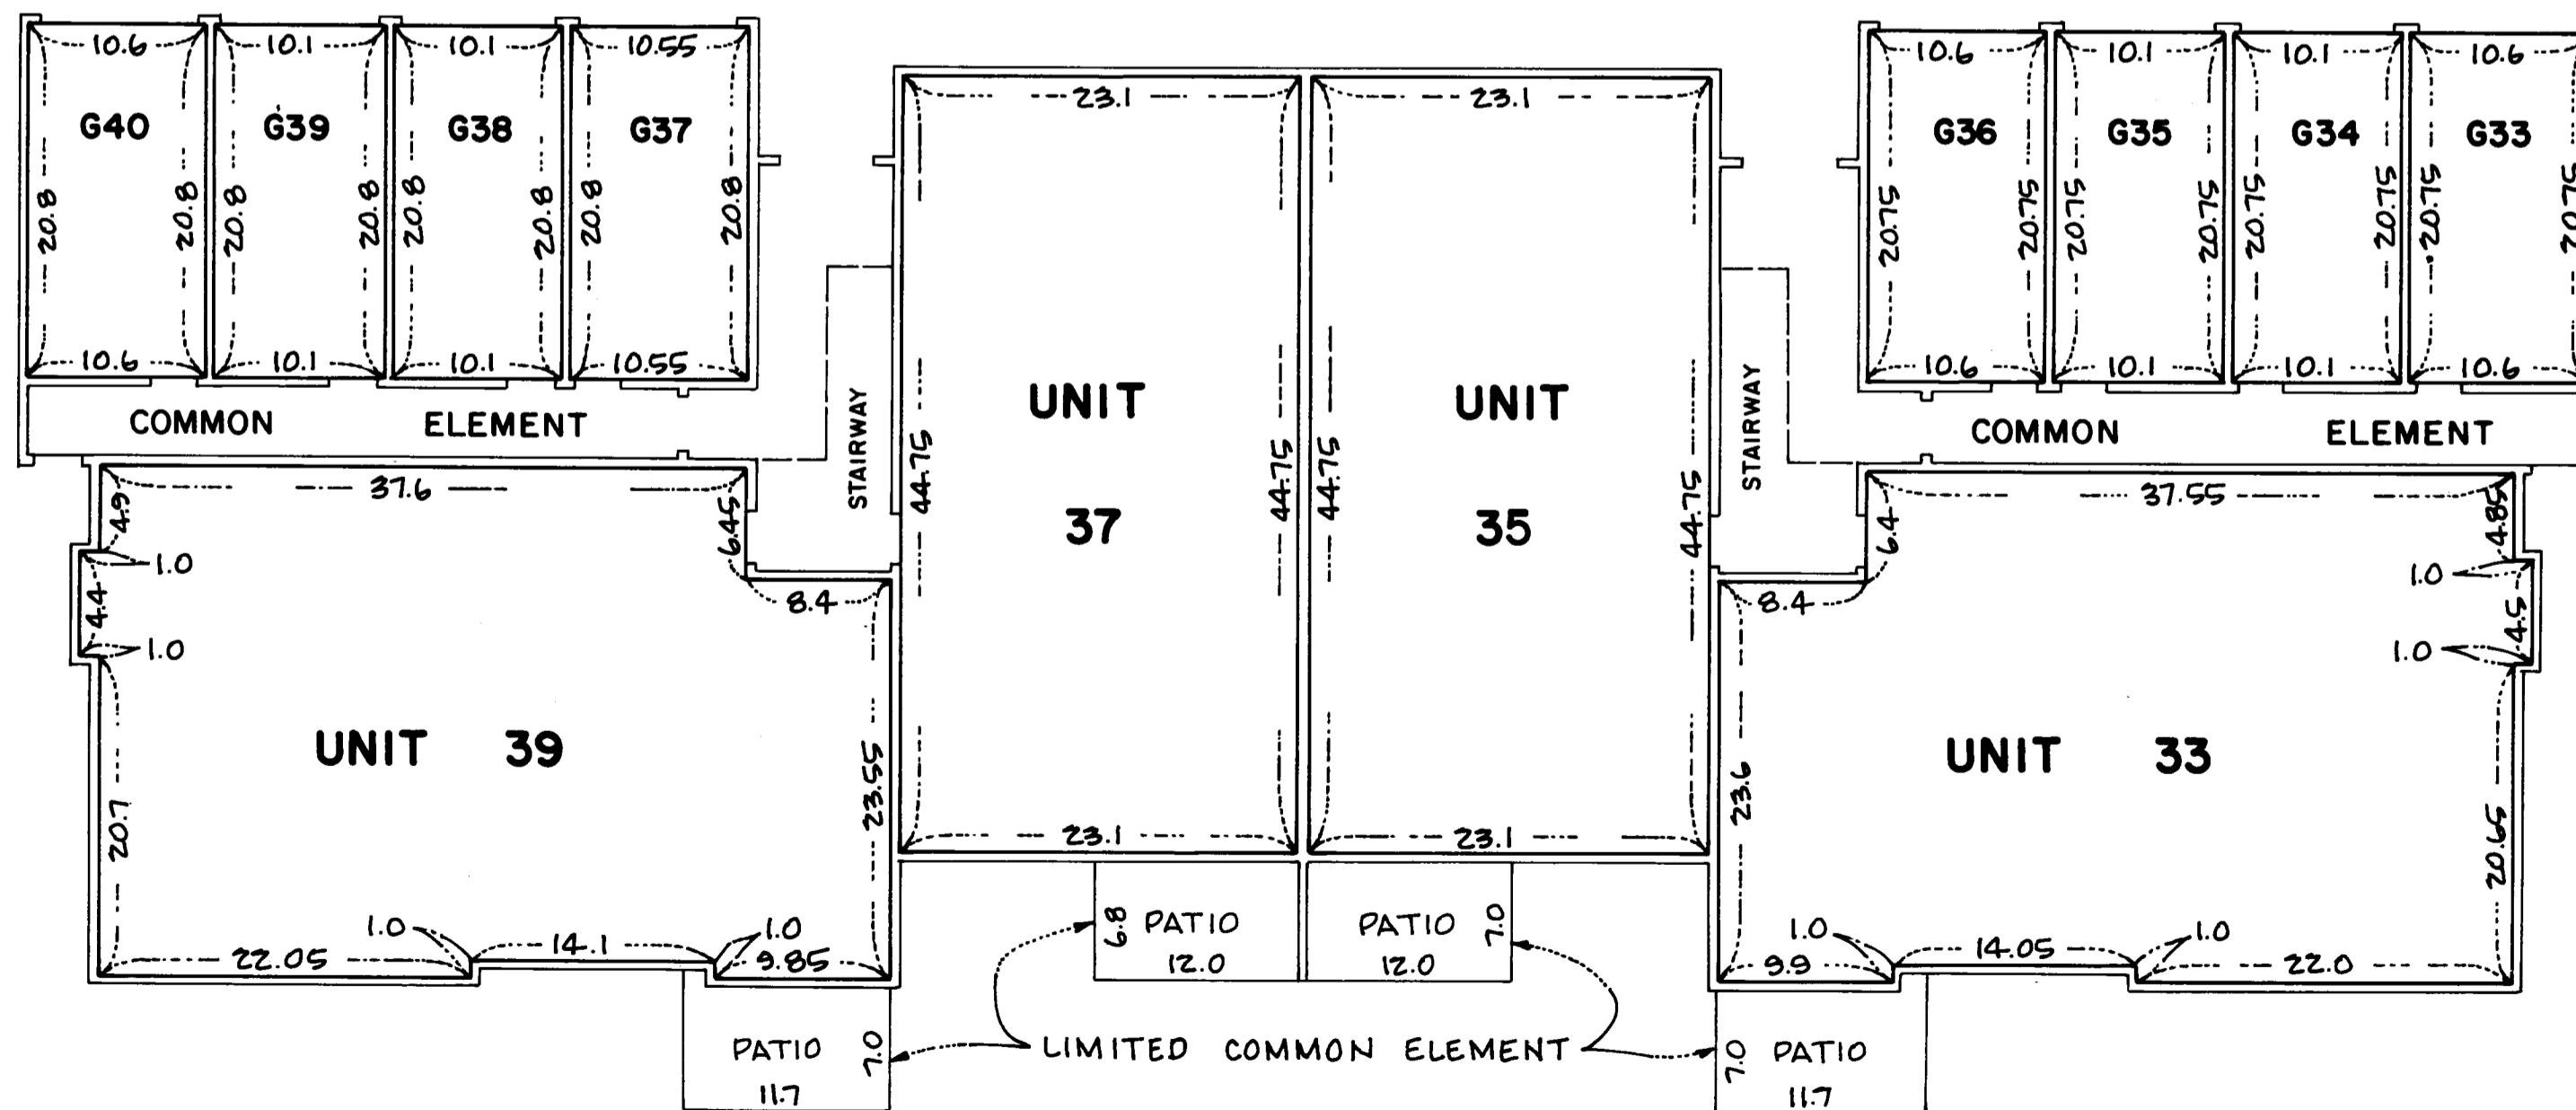 10.6 10.1 10.1 10.55
G40 G39 G38 G37
20.8 20.8 20.8 20.8 20.8 20.8 20.8 20.8
10.6 10.1 10.1 10.55
COMMON ELEMENT
23.1 23.1
UNIT 37
44.75 44.75
23.1
UNIT 35
44.75 44.75
23.1
STAIRWAY
STAIRWAY
10.6 10.1 10.1 10.6
G36 G35 G34 G33
20.75 20.75 20.75 20.75 20.75 20.75 20.75 20.75
10.6 10.1 10.1 10.6
COMMON ELEMENT
37.6
4.9
6.45
1.0
4.4
8.4
1.0
UNIT 39
20.7
23.55
1.0
14.1
1.0
22.05
9.85
37.55
6.4
4.85
1.0
8.4
4.5
1.0
UNIT 33
23.6
20.65
1.0
14.05
1.0
9.9
22.0
6.8 PATIO
12.0
PATIO 7.0
12.0
LIMITED COMMON ELEMENT
PATIO 7.0
11.7
7.0 PATIO
11.7